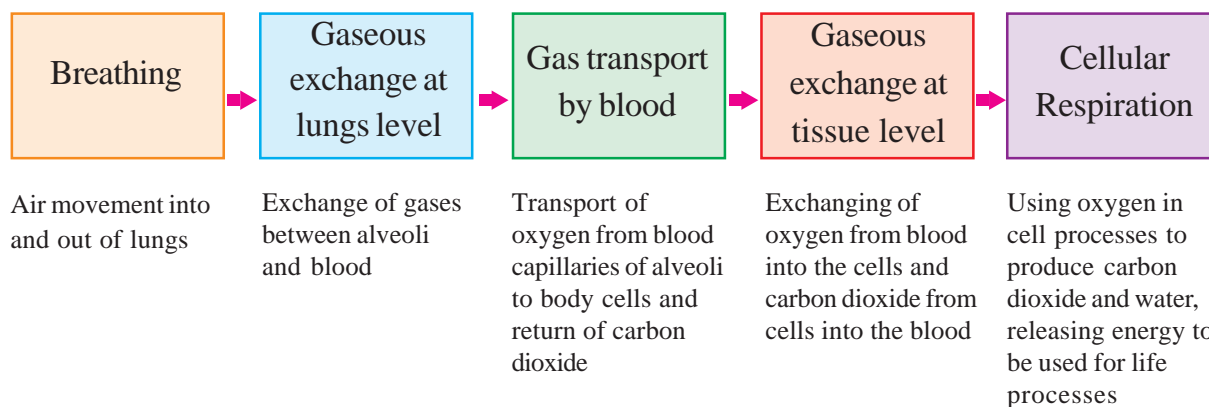 Breathing
Gaseous
exchange at
lungs level
Gas transport
by blood
Gaseous
exchange at
tissue level
Cellular
Respiration
Air movement into
and out of lungs
Exchange of gases
between alveoli
and blood
Transport of
oxygen from blood
capillaries of alveoli
to body cells and
return of carbon
dioxide
Exchanging of
oxygen from blood
into the cells and
carbon dioxide from
cells into the blood
Using oxygen in
cell processes to
produce carbon
dioxide and water,
releasing energy to
be used for life
processes